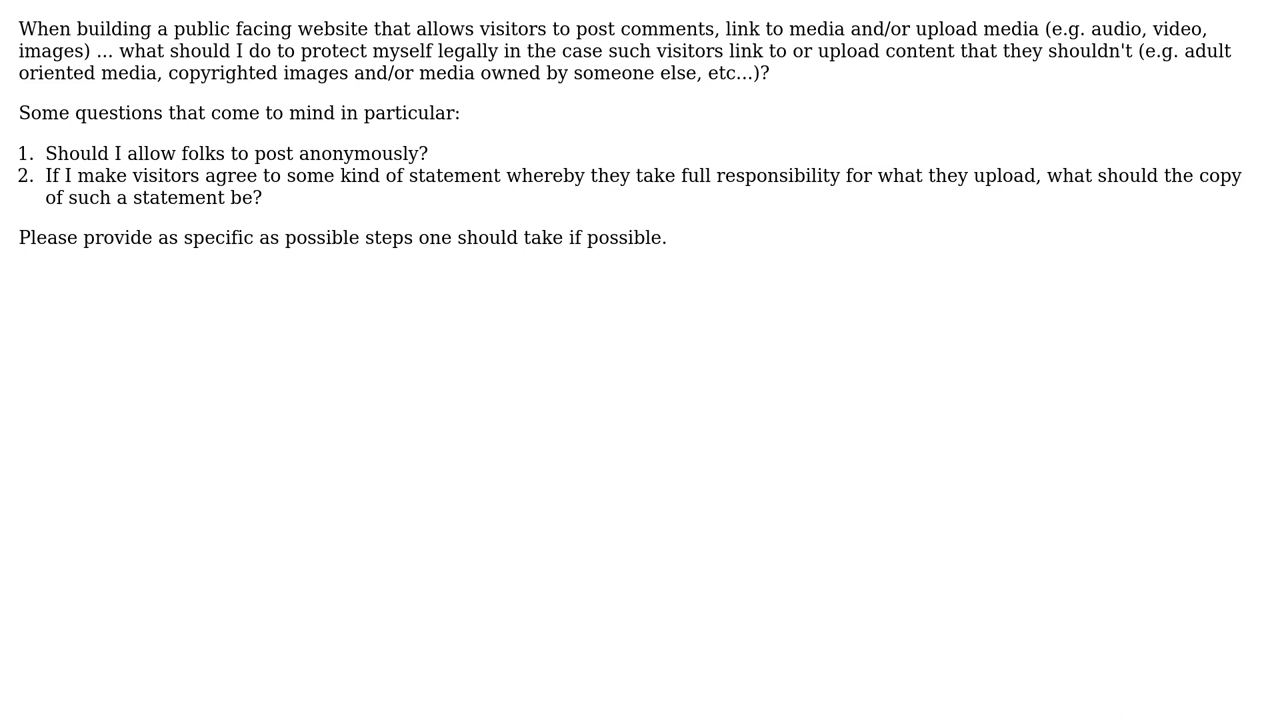 When building a public facing website that allows visitors to post comments, link to media and/or upload media (e.g. audio, video,
images) ... what should I do to protect myself legally in the case such visitors link to or upload content that they shouldn't (e.g. adult
oriented media, copyrighted images and/or media owned by someone else, etc...)?
Some questions that come to mind in particular:
1. Should I allow folks to post anonymously?
2. If I make visitors agree to some kind of statement whereby they take full responsibility for what they upload, what should the copy
of such a statement be?
Please provide as specific as possible steps one should take if possible.